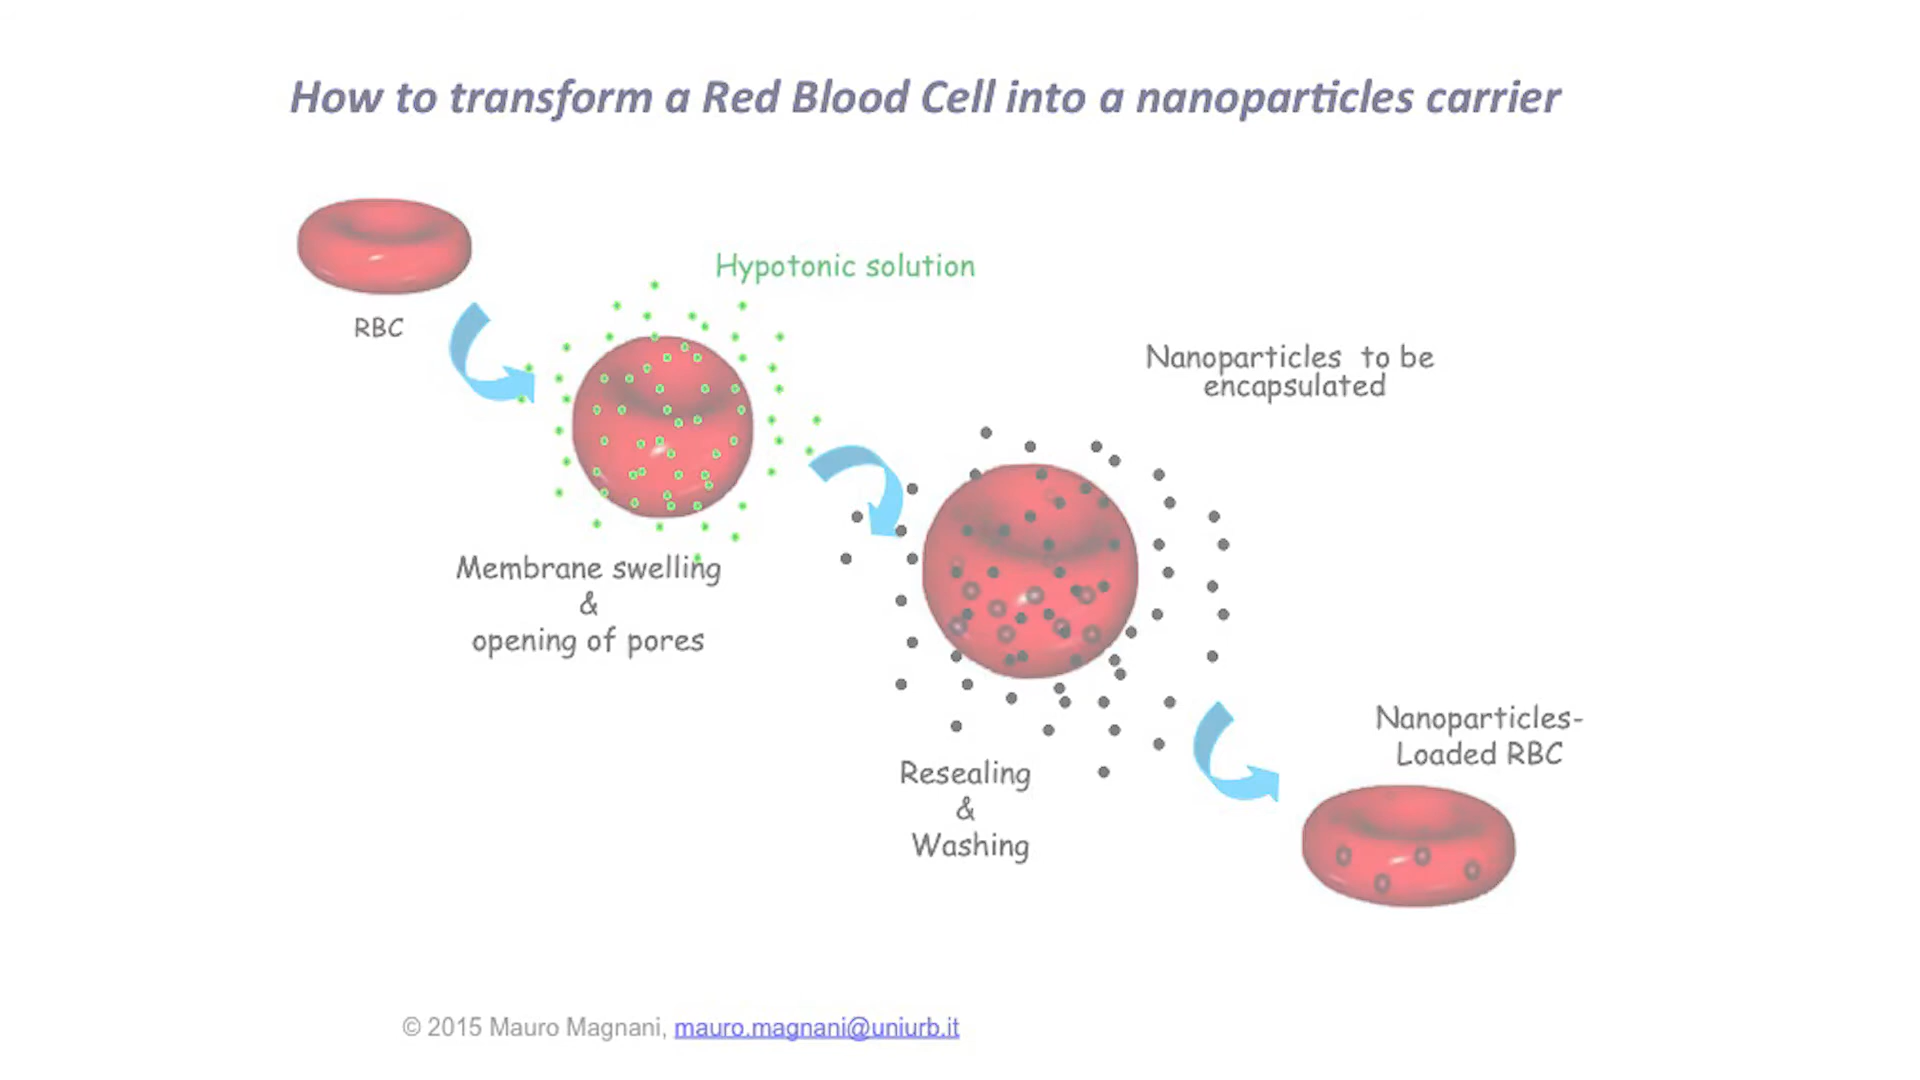 How to transform a Red Blood Cell into a nanoparticles carrier
RBC
Hypotonic solution
Membrane swelling
&
opening of pores
Nanoparticles to be
encapsulated
Resealing
&
Washing
Nanoparticles-
Loaded RBC
© 2015 Mauro Magnani, mauro.magnani@uniurb.it